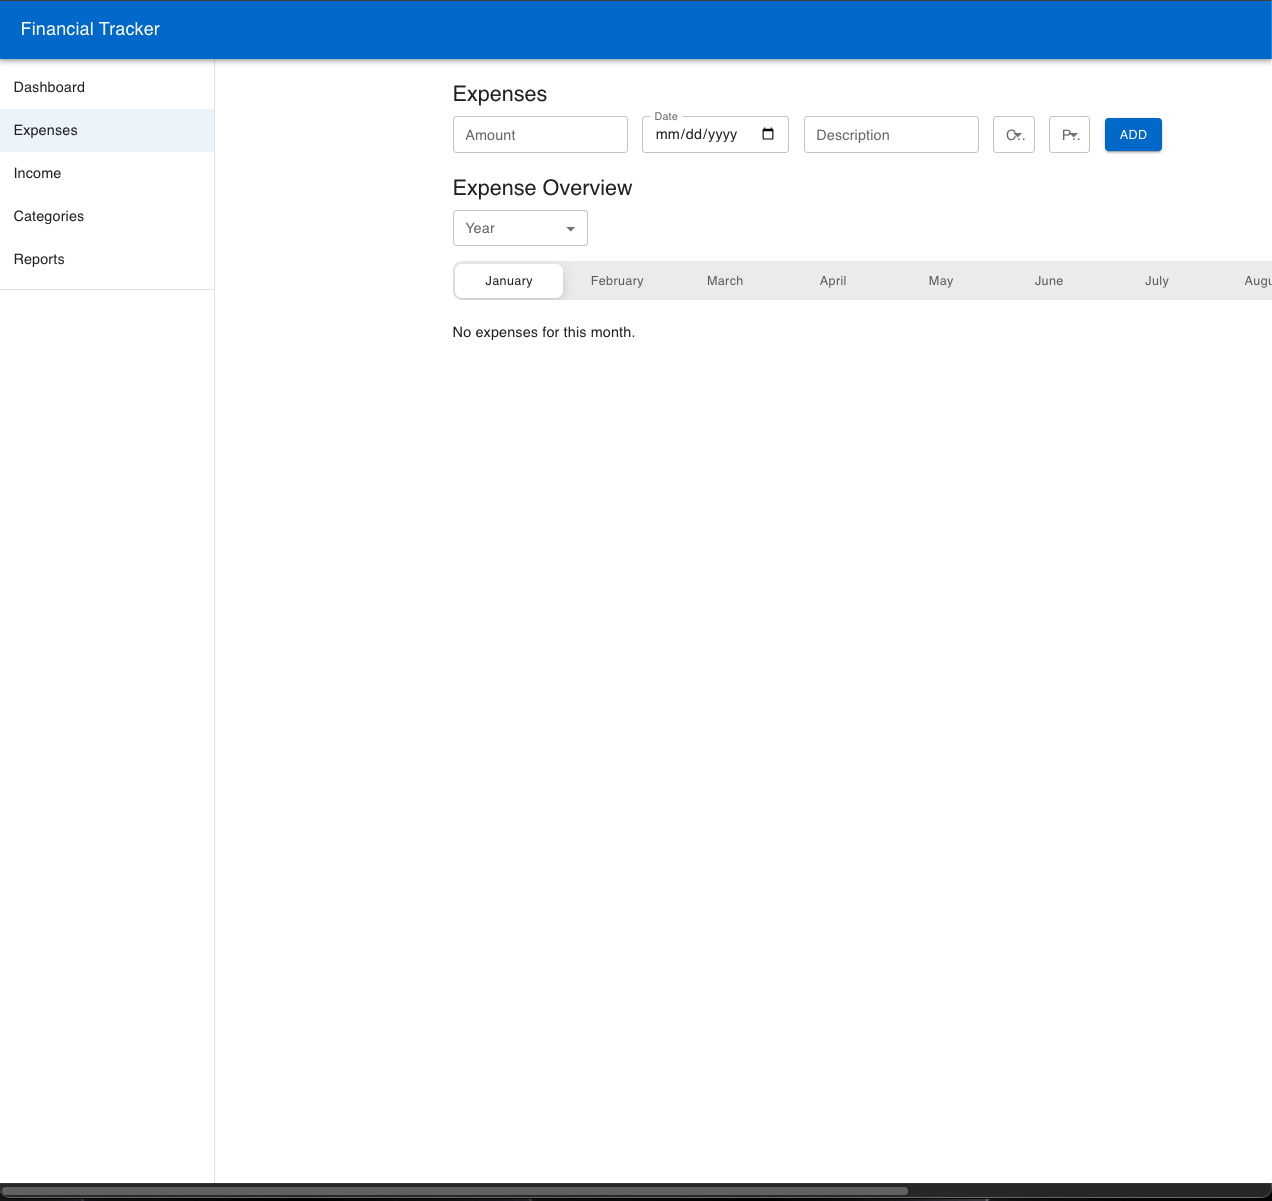 Financial Tracker
Dashboard
Expenses
Income
Categories
Reports
Expenses
Amount
Date
mm/dd/yyyy
Description
C..
P..
ADD
Expense Overview
Year
January February March April May June July Augu
No expenses for this month.